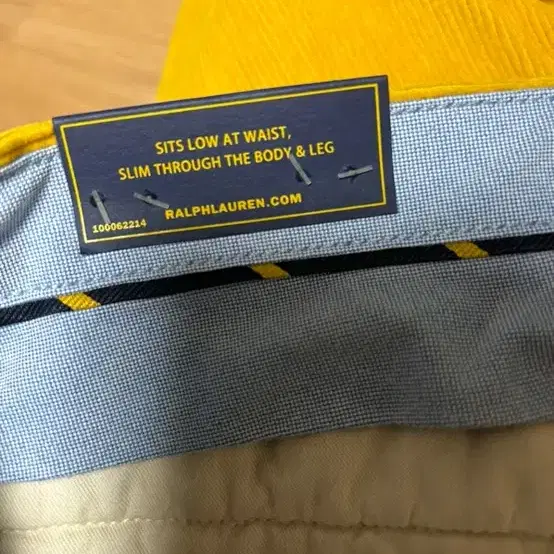 SITS LOW AT WAIST,
SLIM THROUGH THE BODY & LEG
RALPHLAUREN.COM
100062214